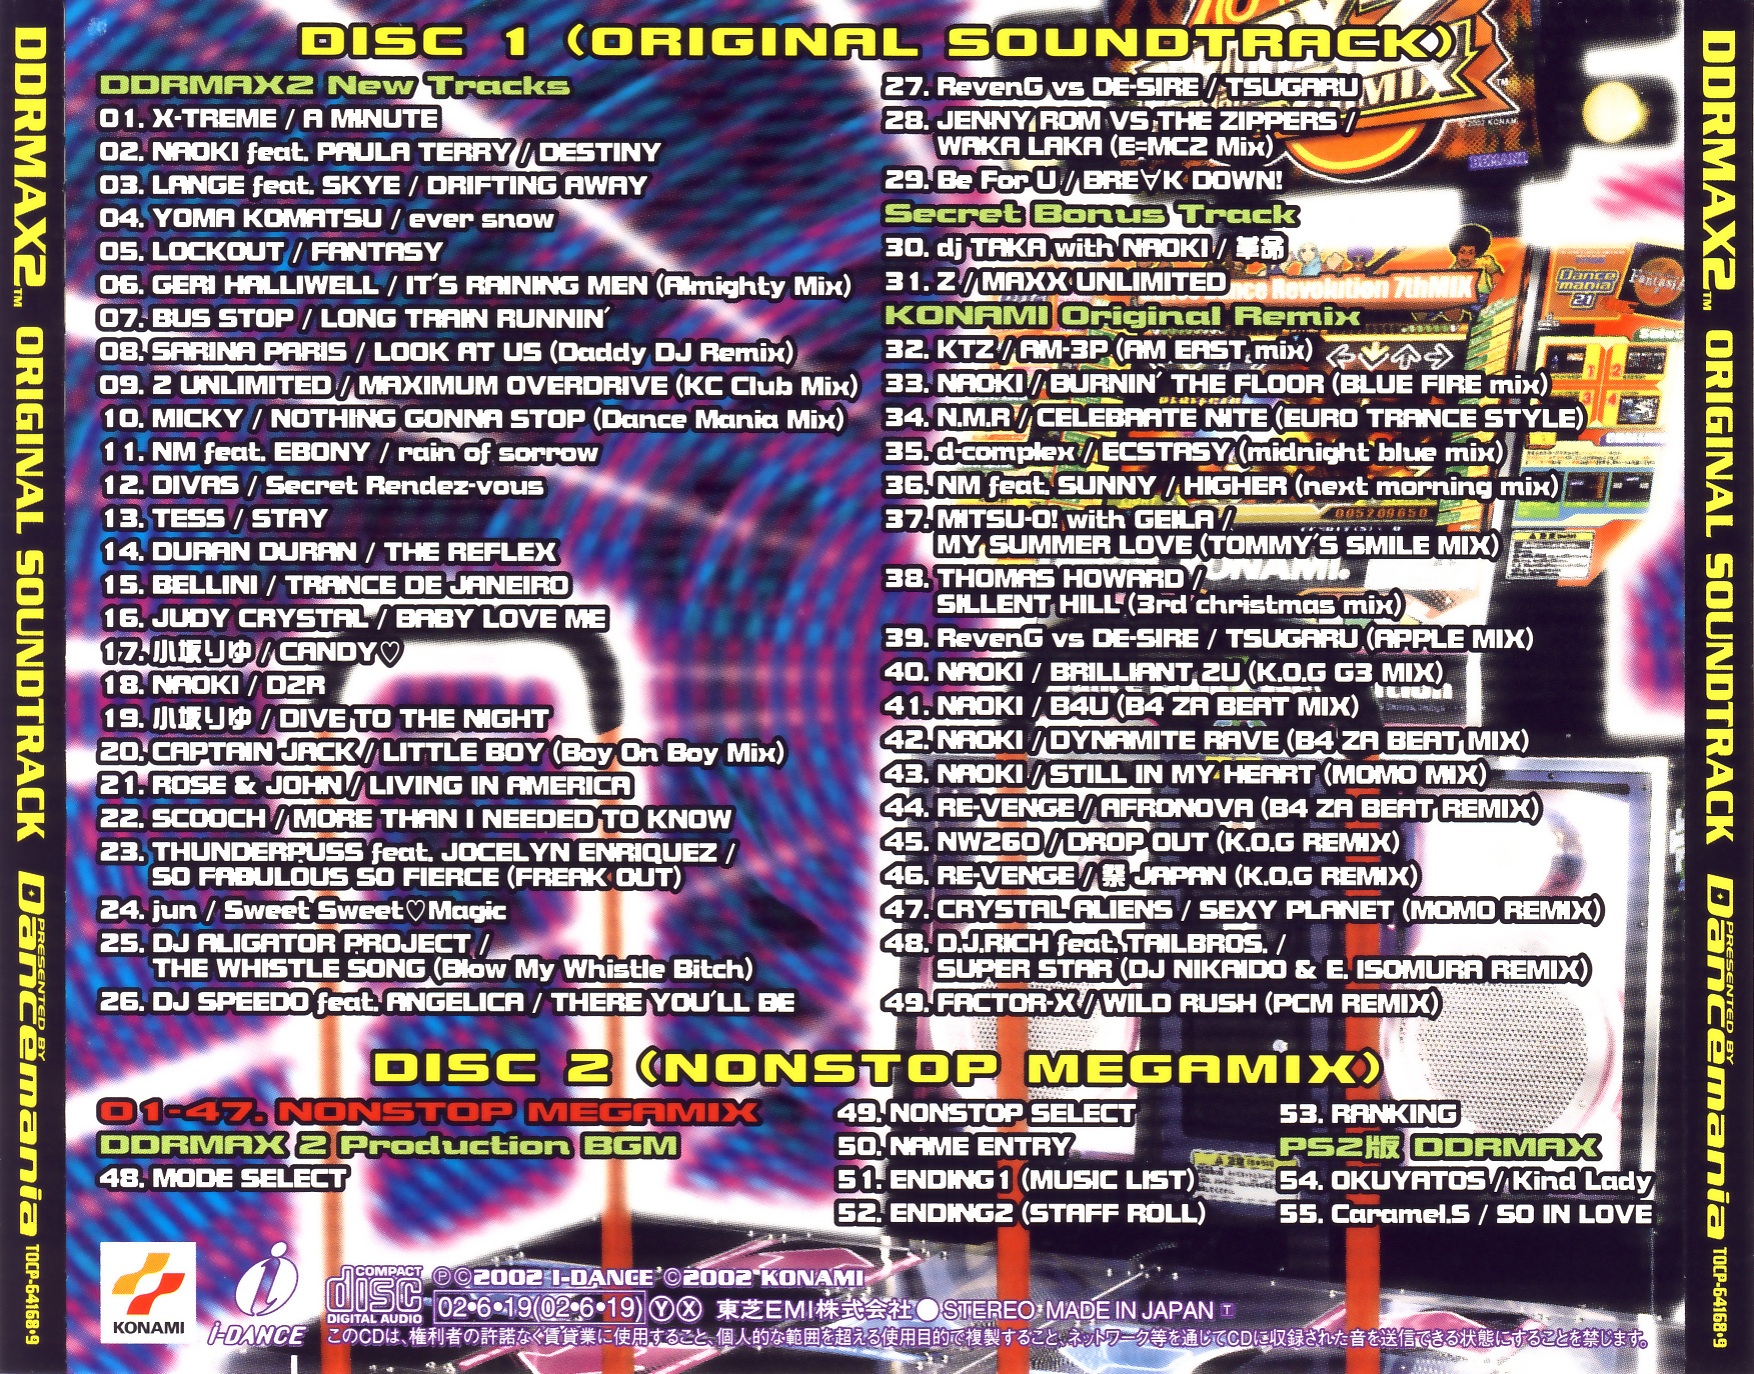 DISC 1 (ORIGINAL SOUNDTRACK)
DDRMAX2 New Tracks
01. X-TREME / A MINUTE
02. NAOKI feat. PAULA TERRY / DESTINY
03. LANGE feat. SKYE / DRIFTING AWAY
04. YOMA KOMATSU / ever snow
05. LOCKOUT / FANTASY
06. GERI HALLIWELL / IT'S RAINING MEN (Almighty Mix)
07. BUS STOP / LONG TRAIN RUNNIN'
08. SARINA PARIS / LOOK AT US (Daddy DJ Remix)
09. 2 UNLIMITED / MAXIMUM OVERDRIVE (KC Club Mix)
10. MICKY / NOTHING GONNA STOP (Dance Mania Mix)
11. NM feat. EBONY / rain of sorrow
12. DIVAS / Secret Rendez-vous
13. TESS / STAY
14. DURAN DURAN / THE REFLEX
15. BELLINI / TRANCE DE JANEIRO
16. JUDY CRYSTAL / BABY LOVE ME
17. 小坂りゆ / CANDY♡
18. NAOKI / D2R
19. 小坂りゆ / DIVE TO THE NIGHT
20. CAPTAIN JACK / LITTLE BOY (Boy On Boy Mix)
21. ROSE & JOHN / LIVING IN AMERICA
22. SCOOCH / MORE THAN I NEEDED TO KNOW
23. THUNDERPUSS feat. JOCELYN ENRIQUEZ /
SO FABULOUS SO FIERCE (FREAK OUT)
24. jun / Sweet Sweet♡Magic
25. DJ ALIGATOR PROJECT /
THE WHISTLE SONG (Blow My Whistle Bitch)
26. DJ SPEEDO feat. ANGELICA / THERE YOU'LL BE
27. RevenG vs DE-SIRE / TSUGARU
28. JENNY ROM VS THE ZIPPERS /
WAKA LAKA (E=MC2 Mix)
29. Be For U / BRE∀K DOWN!
Secret Bonus Track
30. dj TAKA with NAOKI / 革命
31. Z / MAXX UNLIMITED
KONAMI Original Remix
32. KTz / AM-3P (AM EAST mix)
33. NAOKI / BURNIN' THE FLOOR (BLUE FIRE mix)
34. N.M.R / CELEBRATE NITE (EURO TRANCE STYLE)
35. d-complex / ECSTASY (midnight blue mix)
36. NM feat. SUNNY / HIGHER (next morning mix)
37. MITSU-O! with GEILA /
MY SUMMER LOVE (TOMMY'S SMILE MIX)
38. THOMAS HOWARD /
SILLENT HILL (3rd christmas mix)
39. RevenG vs DE-SIRE / TSUGARU (APPLE MIX)
40. NAOKI / BRILLIANT 2U (K.O.G G3 MIX)
41. NAOKI / B4U (B4 ZA BEAT MIX)
42. NAOKI / DYNAMITE RAVE (B4 ZA BEAT MIX)
43. NAOKI / STILL IN MY HEART (MOMO MIX)
44. RE-VENGE / AFRONOVA (B4 ZA BEAT REMIX)
45. NW260 / DROP OUT (K.O.G REMIX)
46. RE-VENGE / 祭 JAPAN (K.O.G REMIX)
47. CRYSTAL ALIENS / SEXY PLANET (MOMO REMIX)
48. D.J.RICH feat. TAILBROS. /
SUPER STAR (DJ NIKAIDO & E. ISOMURA REMIX)
49. FACTOR-X / WILD RUSH (PCM REMIX)
DISC 2 (NONSTOP MEGAMIX)
01-47. NONSTOP MEGAMIX
DDRMAX 2 Production BGM
48. MODE SELECT
49. NONSTOP SELECT
50. NAME ENTRY
51. ENDING1 (MUSIC LIST)
52. ENDING2 (STAFF ROLL)
53. RANKING
PS2版 DDRMAX
54. OKUYATOS / Kind Lady
55. Caramel.S / SO IN LOVE
KONAMI
i-DANCE
COMPACT disc DIGITAL AUDIO
Ⓟ©2002 I-DANCE ©2002 KONAMI
02•6•19(02•6•19) Ⓨ Ⓧ 東芝EMI株式会社 ●STEREO MADE IN JAPAN T
このCDは、権利者の許諾なく賃貸業に使用すること、個人的な範囲を超える使用目的で複製すること、ネットワーク等を通じてCDに収録された音を送信できる状態にすることを禁じます。
DDRMAX2™ ORIGINAL SOUNDTRACK PRESENTED BY Dancemania TOCP-64168•9
DDRMAX2™ ORIGINAL SOUNDTRACK PRESENTED BY Dancemania TOCP-64168•9
Dance Revolution 7thMIX
Dance mania 21
KONAMI.
BEMANI